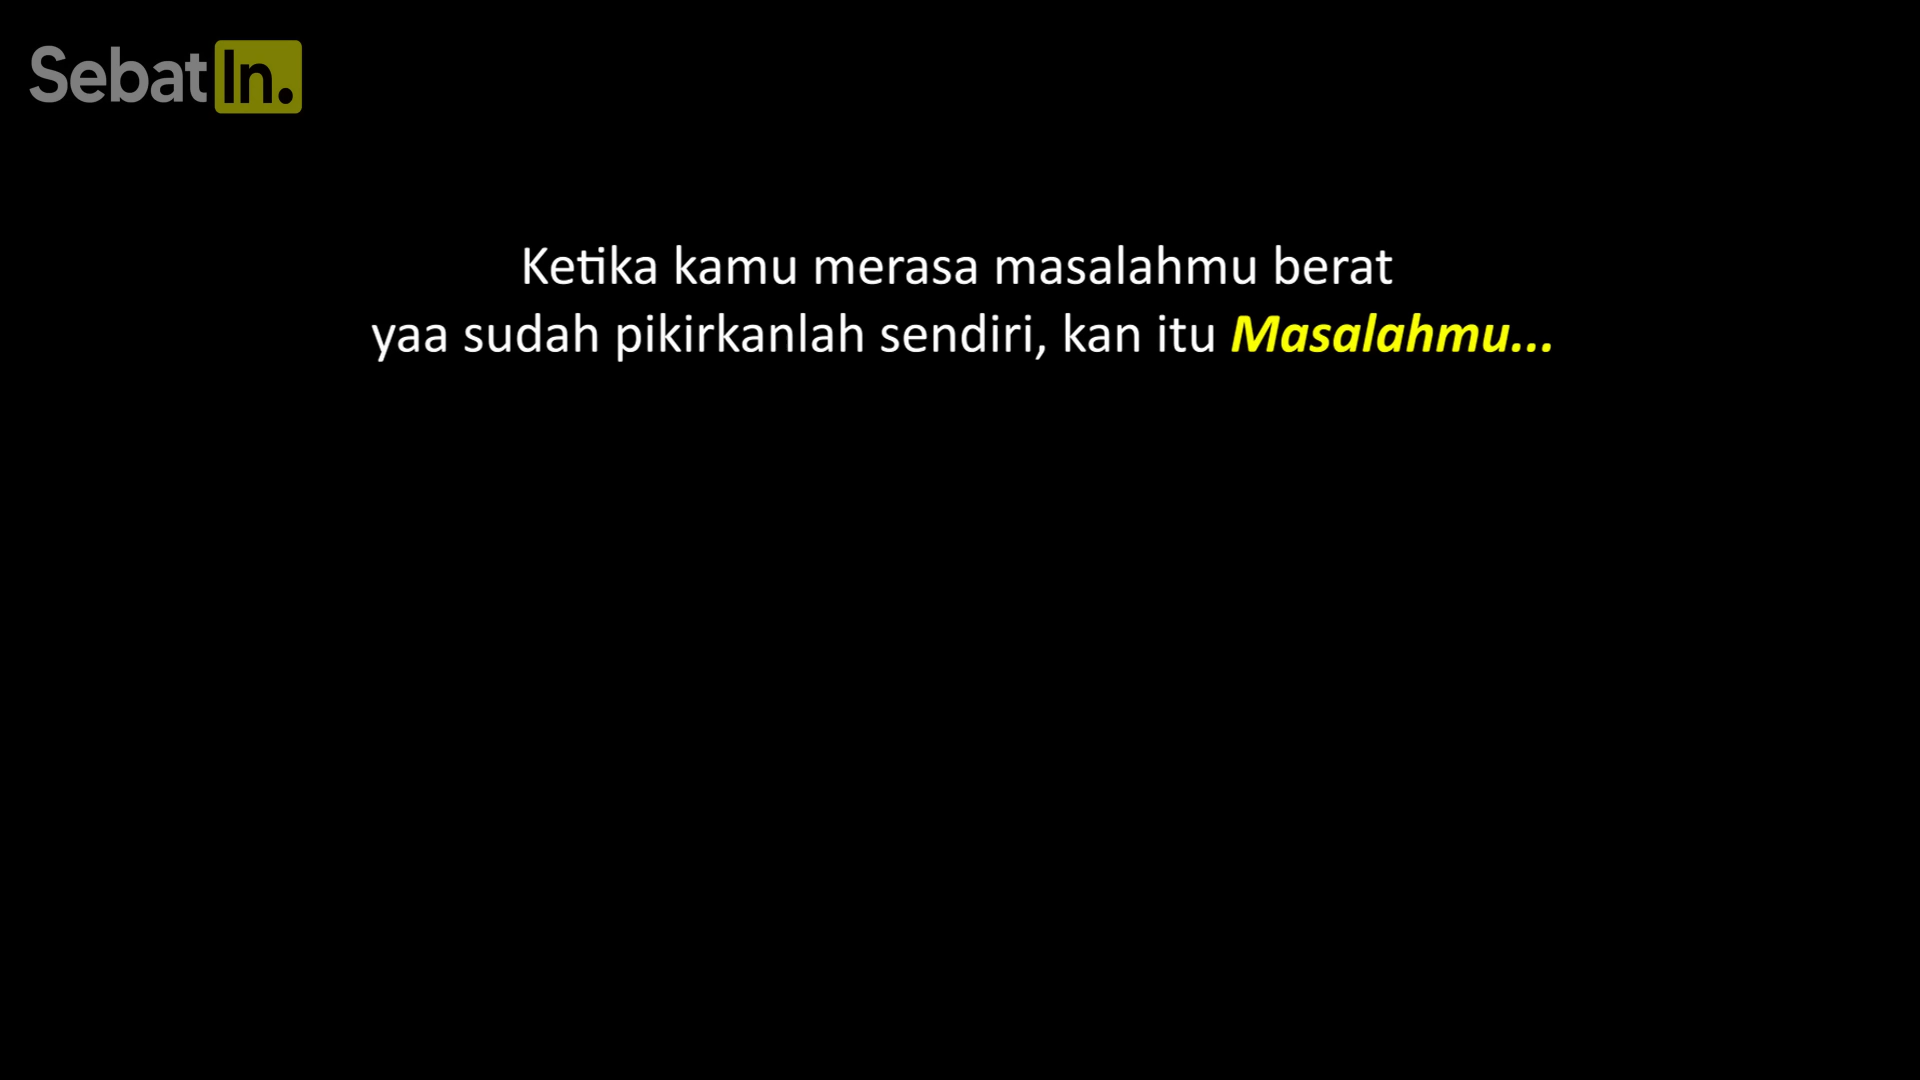 SebatIn.
Ketika kamu merasa masalahmu berat
yaa sudah pikirkanlah sendiri, kan itu Masalahmu...